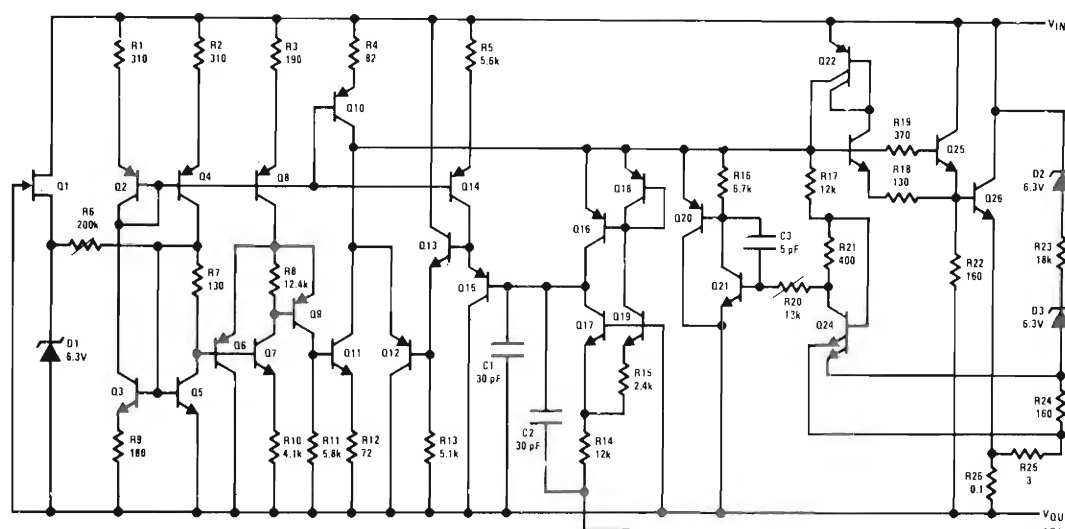 R1
310
R2
310
R3
190
R4
82
R5
5.6k
Q22
VIN
Q10
R19
370
Q25
R18
130
Q1
Q2
Q4
Q8
Q14
Q18
R16
6.7k
R17
12k
Q26
D2
6.3V
R6
200k
Q13
Q16
Q20
C3
5 pF
R21
400
R22
160
R23
18k
R7
130
R8
12.4k
Q9
Q15
Q21
R20
13k
D1
6.3V
Q6
Q7
Q11
Q12
C1
30 pF
Q17
Q19
Q24
D3
6.3V
Q3
Q5
R15
2.4k
R24
160
R9
180
R10
4.1k
R11
5.8k
R12
72
R13
5.1k
C2
30 pF
R14
12k
R26
0.1
R25
3
VOU